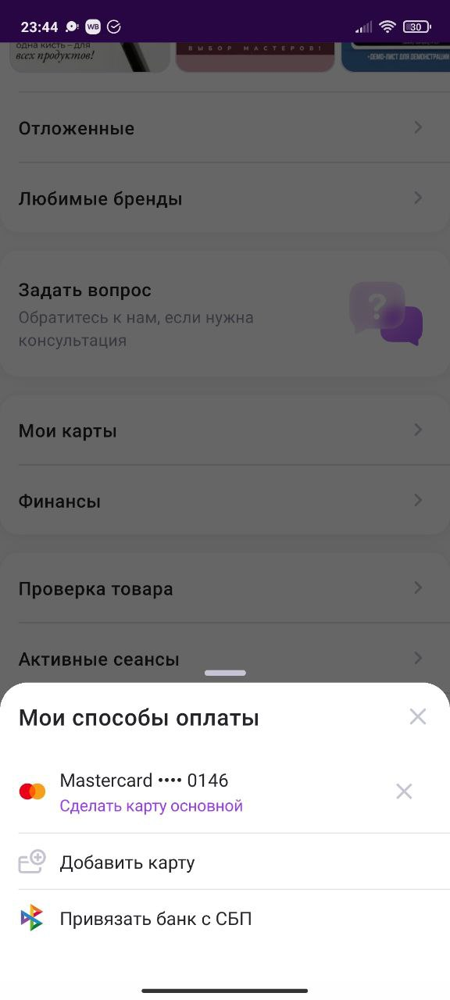 23:44 WB 30
одна кисть – для
всех продуктов!
ВЫБОР МАСТЕРОВ!
•ДЕМО-ЛИСТ ДЛЯ ДЕМОНСТРАЦИИ
Отложенные
Любимые бренды
Задать вопрос
?
Обратитесь к нам, если нужна
консультация
Мои карты
Финансы
Проверка товара
Активные сеансы
Мои способы оплаты
Mastercard •••• 0146
Сделать карту основной
Добавить карту
Привязать банк с СБП